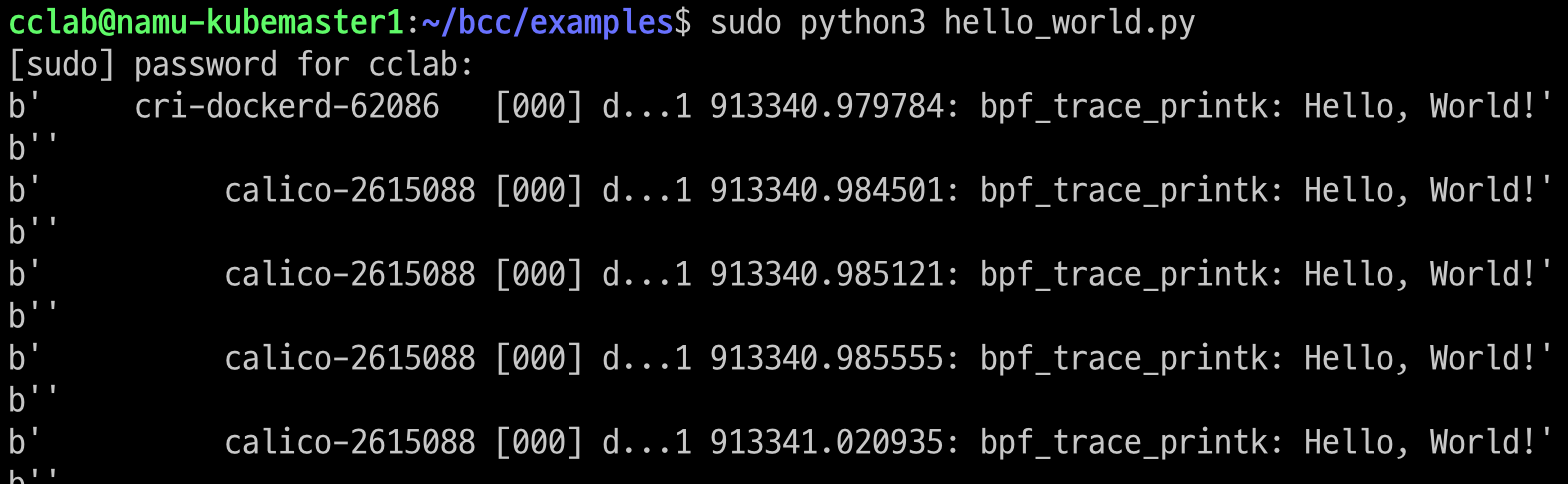 cclab@namu-kubemaster1:~/bcc/examples$ sudo python3 hello_world.py
[sudo] password for cclab:
b'      cri-dockerd-62086   [000] d...1 913340.979784: bpf_trace_printk: Hello, World!'
b''
b'           calico-2615088 [000] d...1 913340.984501: bpf_trace_printk: Hello, World!'
b''
b'           calico-2615088 [000] d...1 913340.985121: bpf_trace_printk: Hello, World!'
b''
b'           calico-2615088 [000] d...1 913340.985555: bpf_trace_printk: Hello, World!'
b''
b'           calico-2615088 [000] d...1 913341.020935: bpf_trace_printk: Hello, World!'
b''